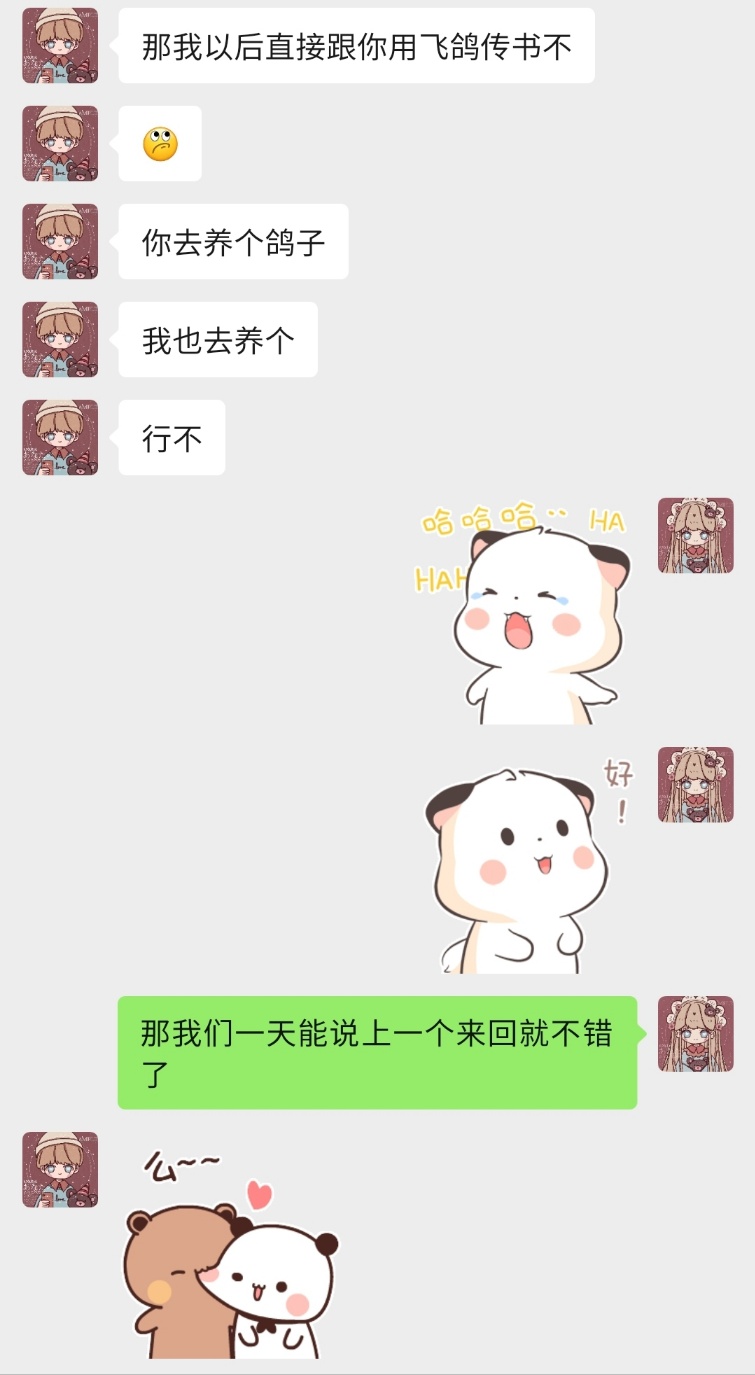 那我以后直接跟你用飞鸽传书不
你去养个鸽子
我也去养个
行不
哈哈哈·· HA
HAH
好
！
那我们一天能说上一个来回就不错
了
么~~